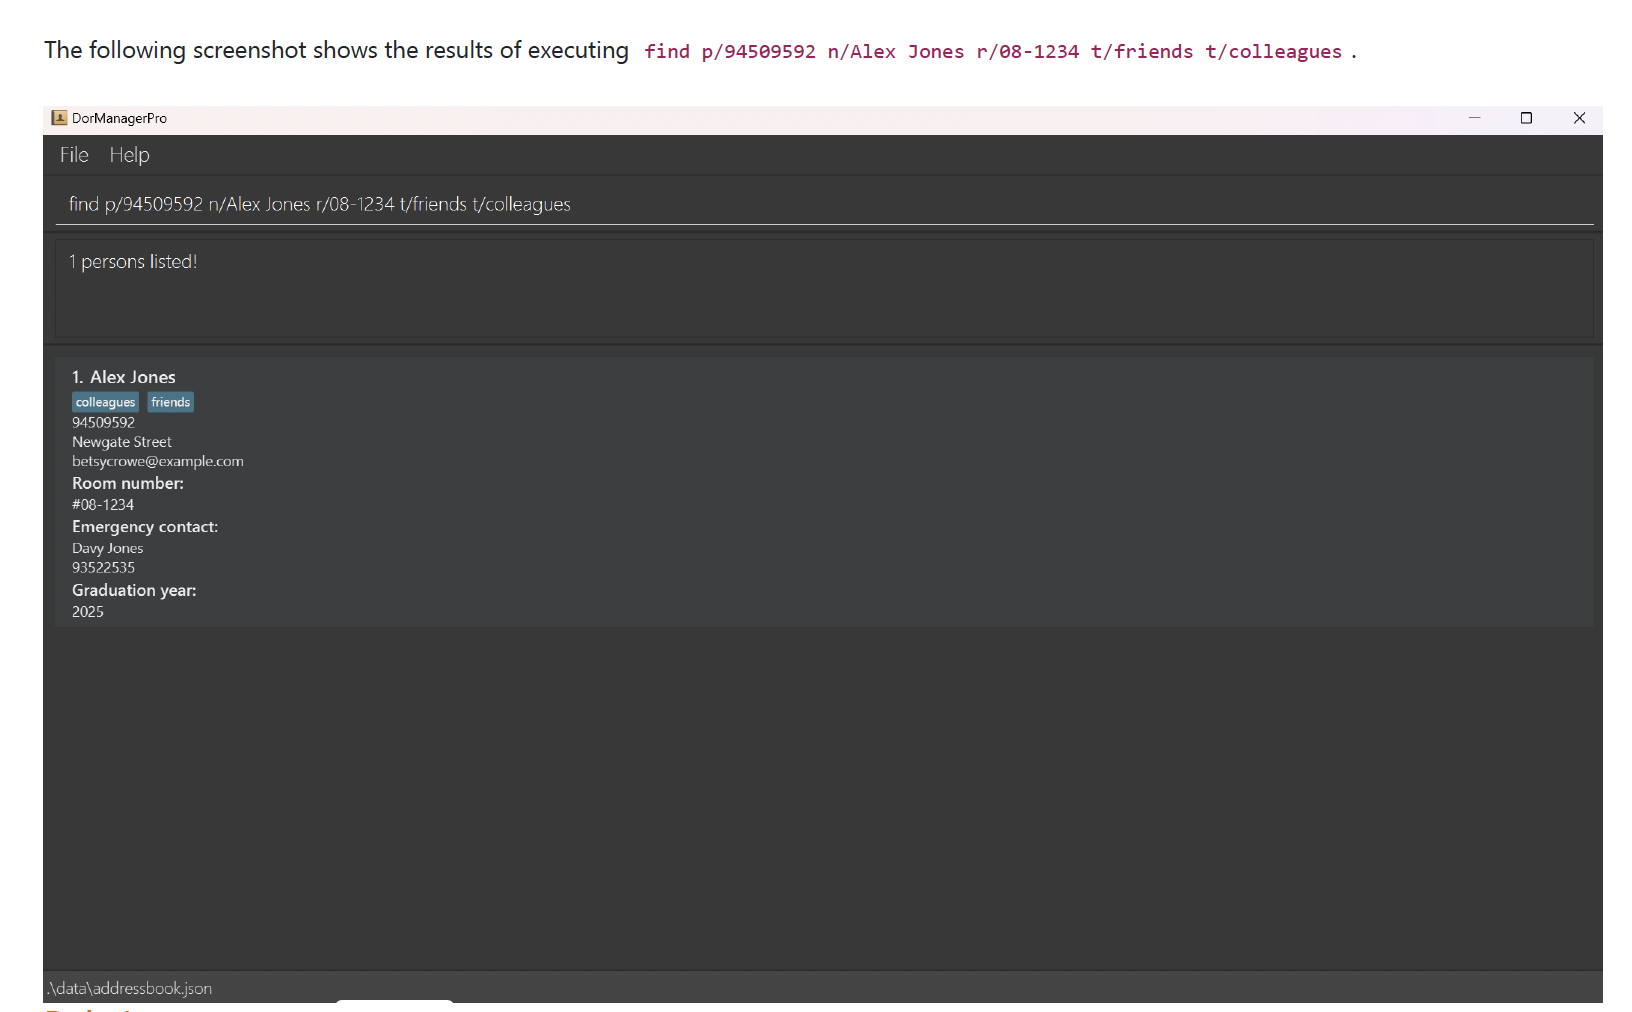 The following screenshot shows the results of executing find p/94509592 n/Alex Jones r/08-1234 t/friends t/colleagues .
DorManagerPro
File Help
find p/94509592 n/Alex Jones r/08-1234 t/friends t/colleagues
1 persons listed!
1. Alex Jones
colleagues friends
94509592
Newgate Street
betsycrowe@example.com
Room number:
#08-1234
Emergency contact:
Davy Jones
93522535
Graduation year:
2025
.\data\addressbook.json